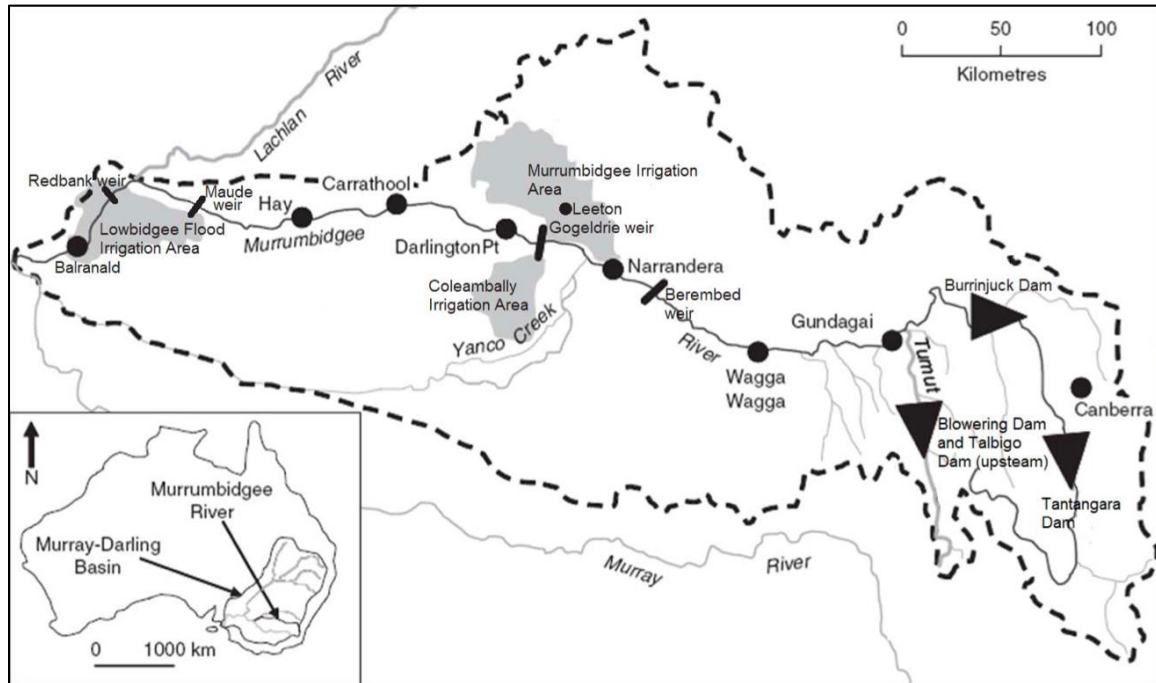 0 50 100
Kilometres
Lachlan River
Redbank weir
Maude
weir
Hay
Carrathool
Murrumbidgee Irrigation
Area
Leeton
Gogeldrie weir
Lowbidgee Flood
Irrigation Area
Murrumbidgee
Darlington Pt
Balranald
Narrandera
Coleambally
Irrigation Area
Berembed
weir
Yanco Creek
River
Burrinjuck Dam
Gundagai
Tumut
Wagga
Wagga
Canberra
Blowering Dam
and Talbigo
Dam (upsteam)
Tantangara
Dam
Murray River
N
Murrumbidgee
River
Murray-Darling
Basin
0 1000 km